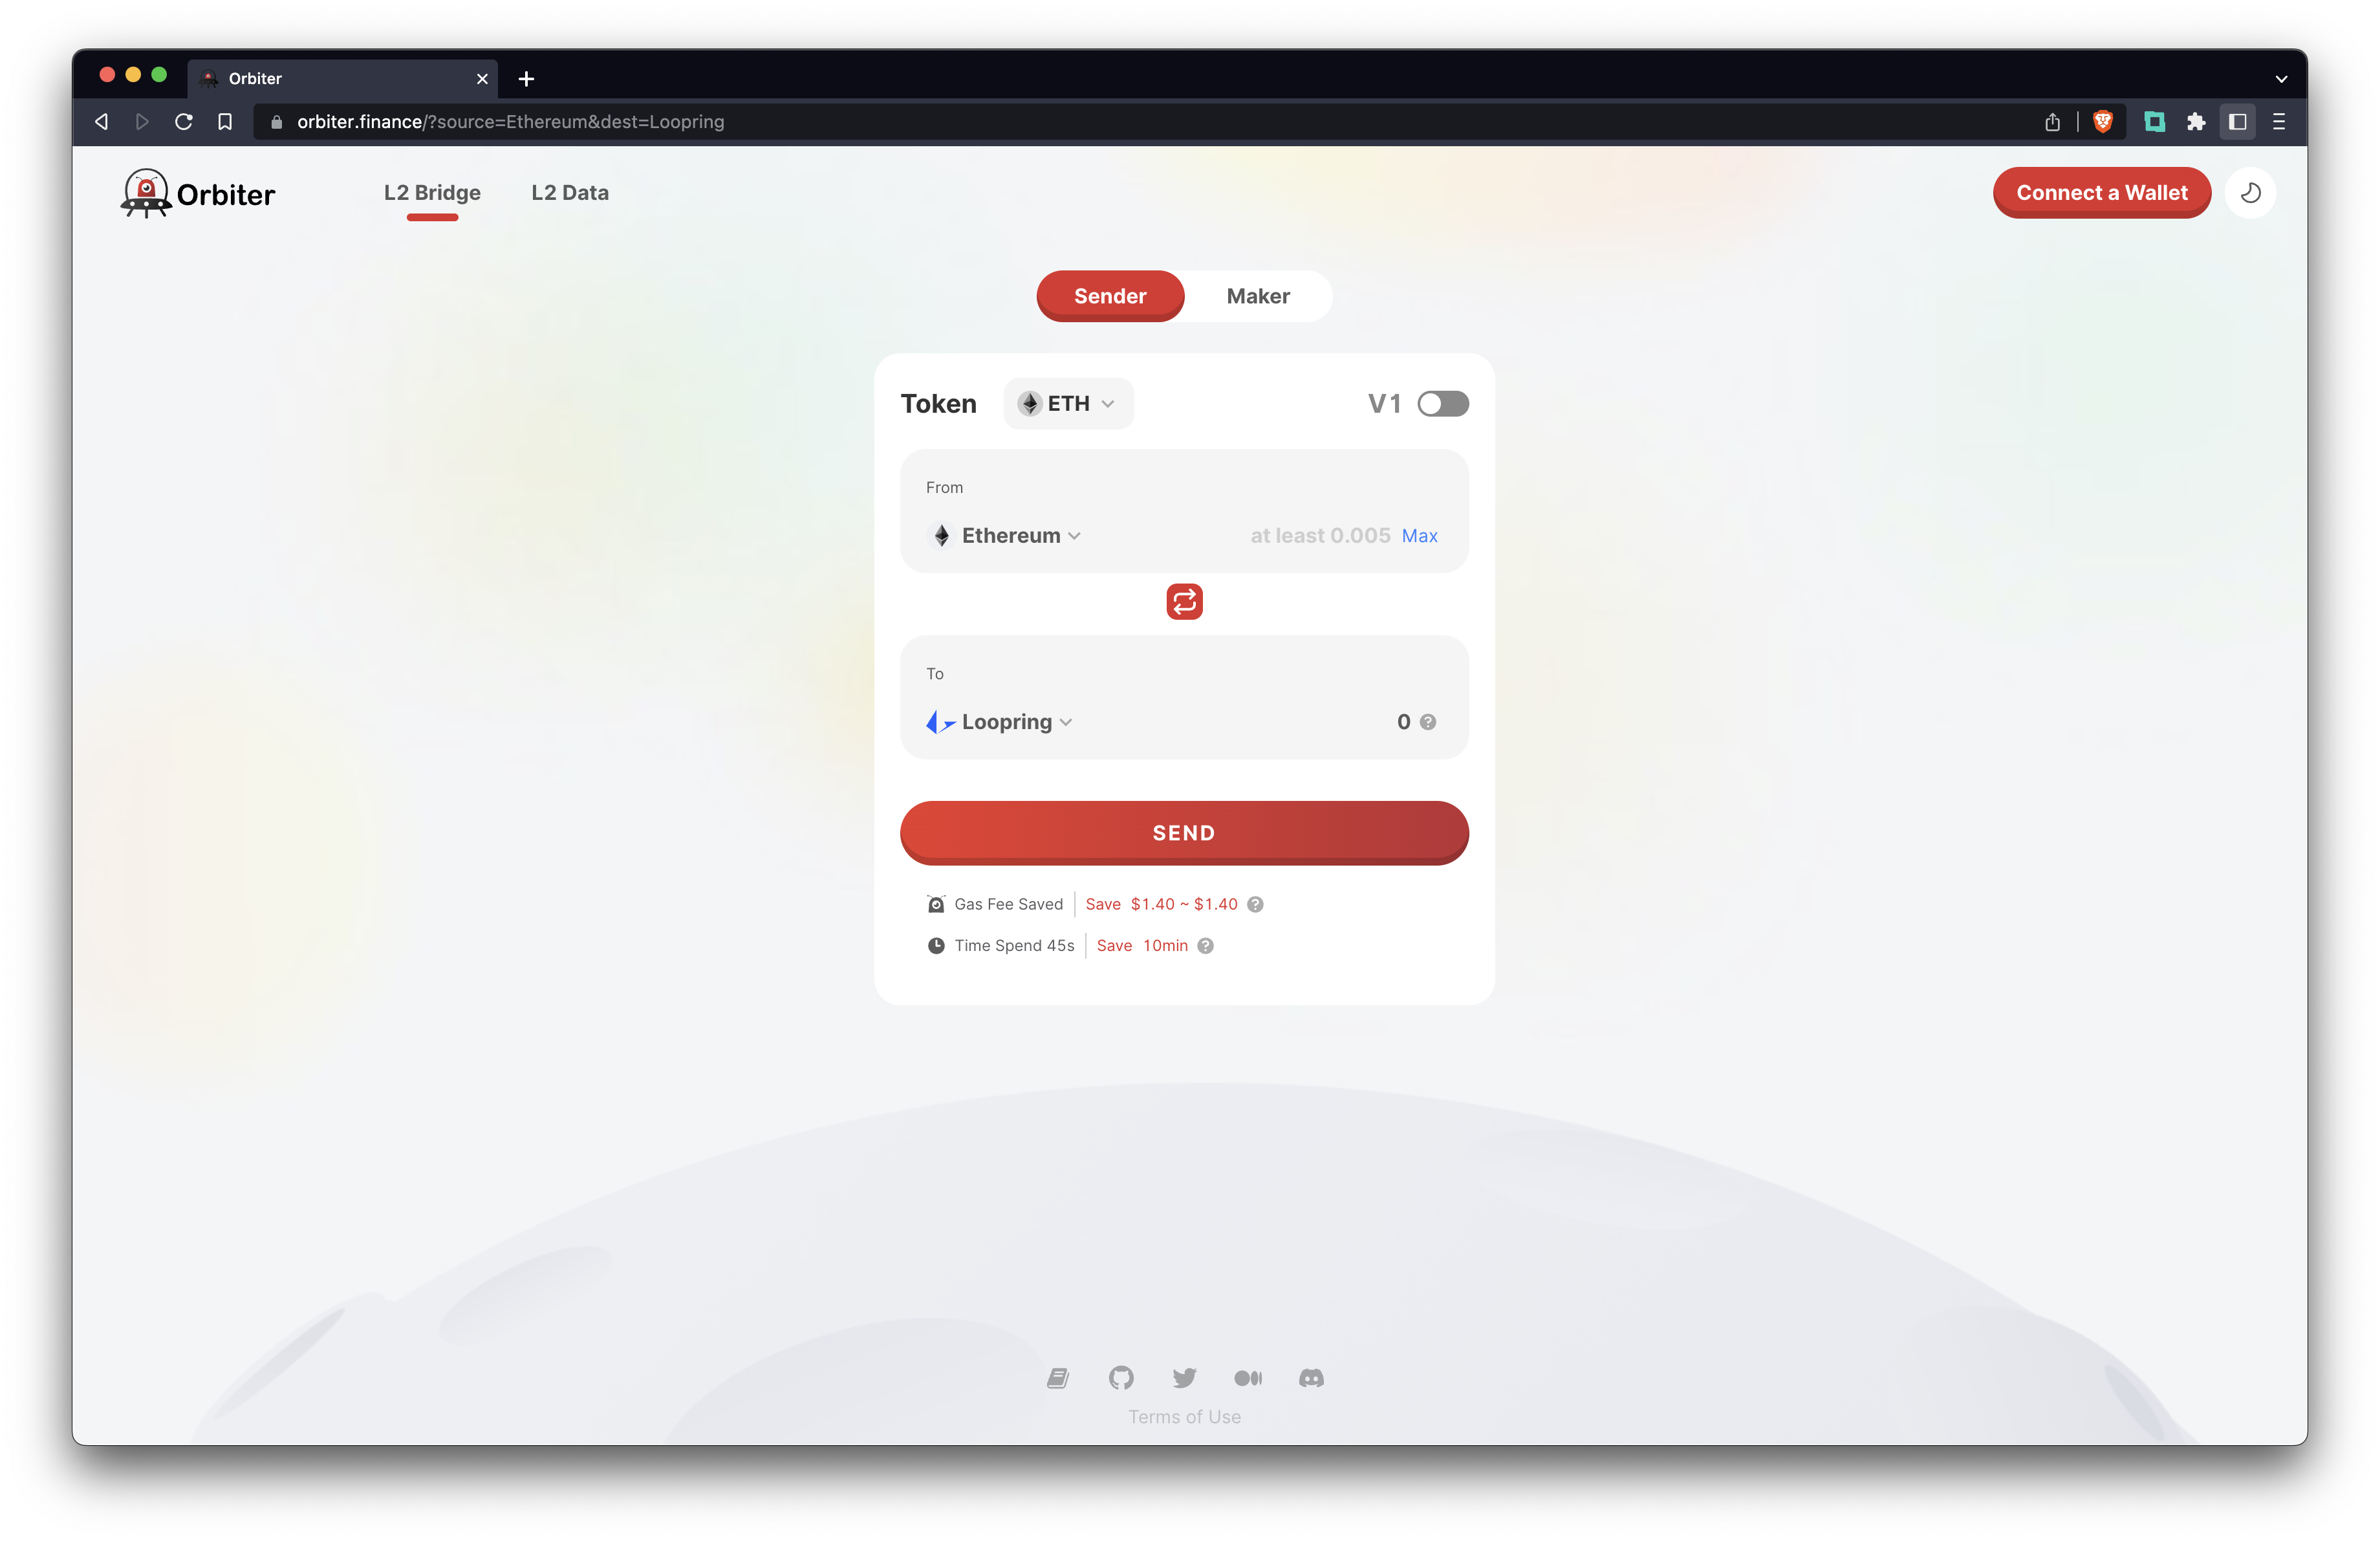 Orbiter
orbiter.finance/?source=Ethereum&dest=Loopring
Orbiter
L2 Bridge
L2 Data
Connect a Wallet
Sender
Maker
Token
ETH
V1
From
Ethereum
at least 0.005 Max
To
Loopring
0
SEND
Gas Fee Saved
Save $1.40 ~ $1.40
Time Spend 45s
Save 10min
Terms of Use